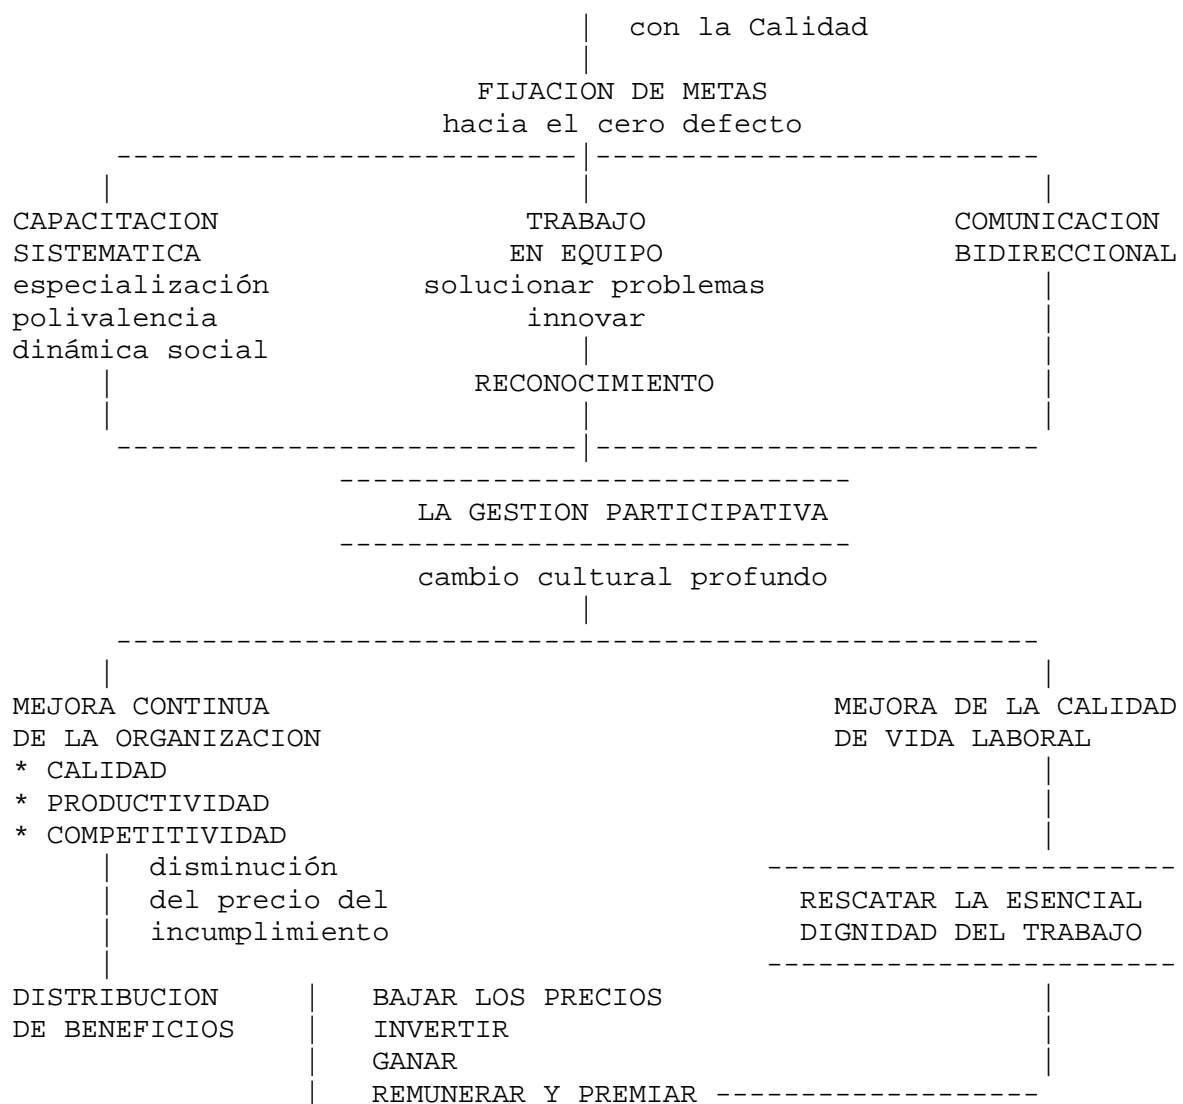 con la Calidad
FIJACION DE METAS
hacia el cero defecto
CAPACITACION TRABAJO COMUNICACION
SISTEMATICA EN EQUIPO BIDIRECCIONAL
especialización solucionar problemas
polivalencia innovar
dinámica social
RECONOCIMIENTO
LA GESTION PARTICIPATIVA
cambio cultural profundo
MEJORA CONTINUA MEJORA DE LA CALIDAD
DE LA ORGANIZACION DE VIDA LABORAL
* CALIDAD
* PRODUCTIVIDAD
* COMPETITIVIDAD
disminución
del precio del RESCATAR LA ESENCIAL
incumplimiento DIGNIDAD DEL TRABAJO
DISTRIBUCION BAJAR LOS PRECIOS
DE BENEFICIOS INVERTIR
GANAR
REMUNERAR Y PREMIAR